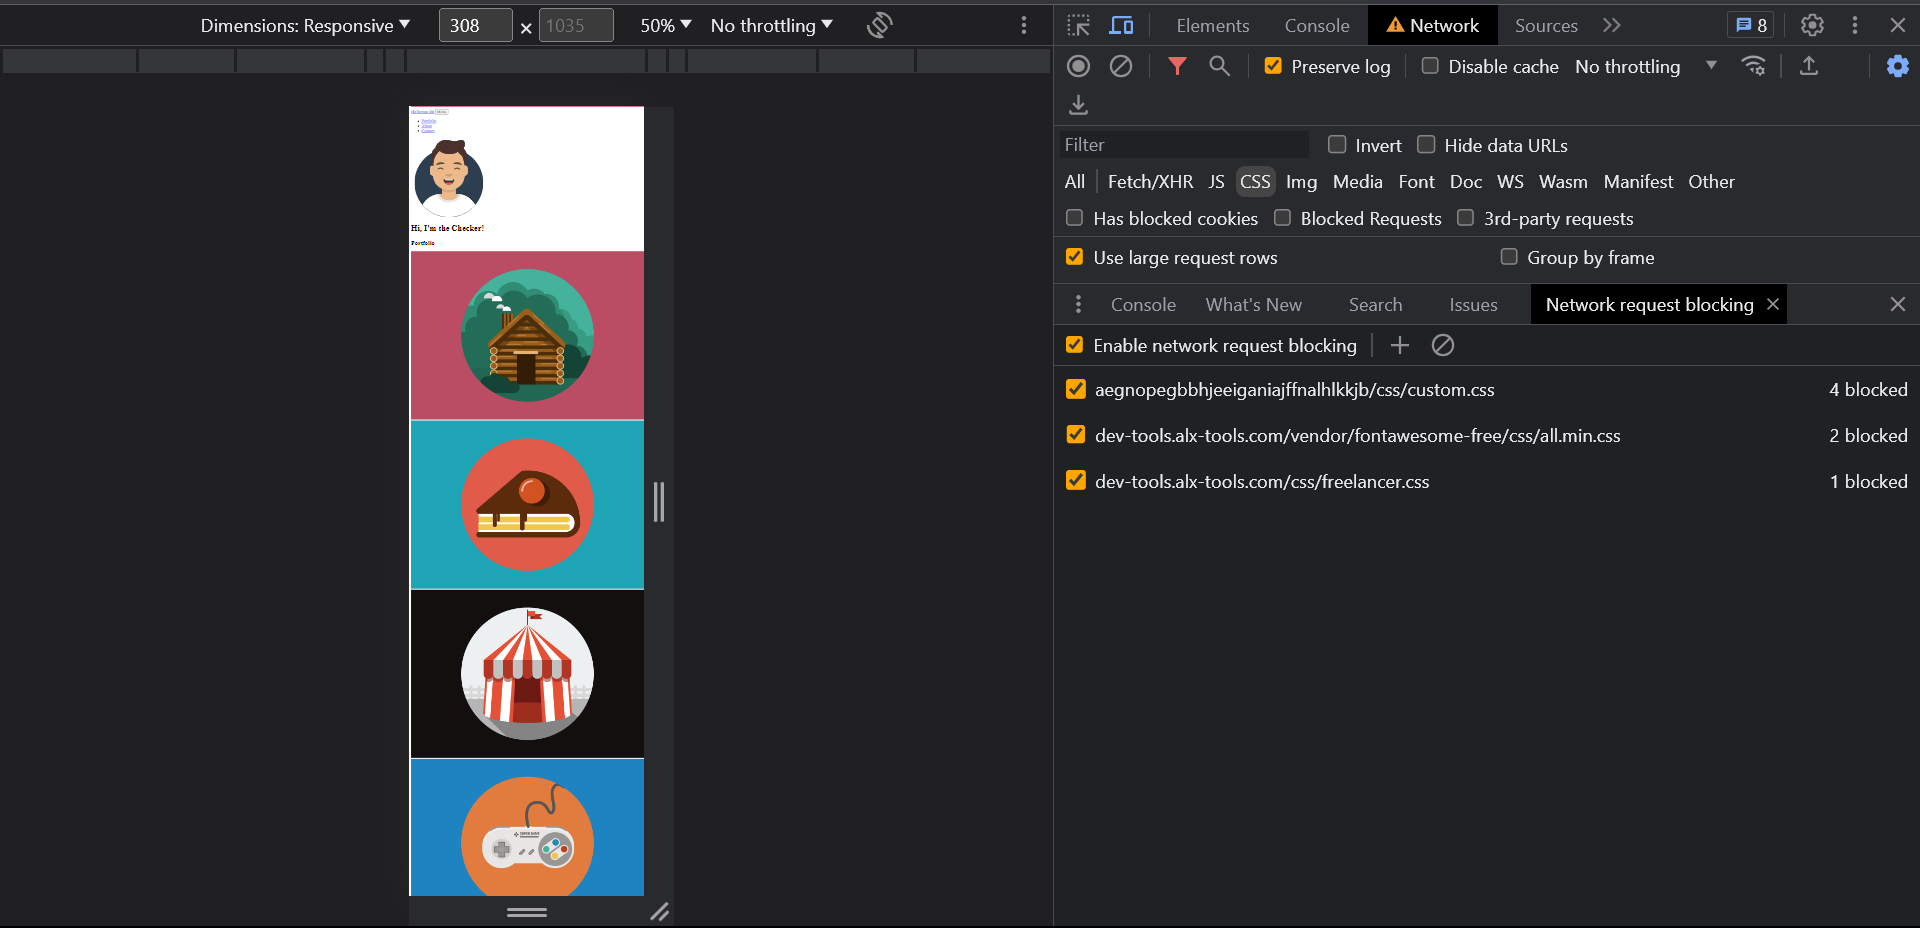 Dimensions: Responsive
308 × 1035
50%
No throttling
Hi, I'm the Checker!
Portfolio
Elements
Console
Network
Sources
8
Preserve log
Disable cache
No throttling
Filter
Invert
Hide data URLs
All
Fetch/XHR
JS
CSS
Img
Media
Font
Doc
WS
Wasm
Manifest
Other
Has blocked cookies
Blocked Requests
3rd-party requests
Use large request rows
Group by frame
Console
What's New
Search
Issues
Network request blocking
Enable network request blocking
aegnopegbbhjeeiganiajffnalhlkkjb/css/custom.css
4 blocked
dev-tools.alx-tools.com/vendor/fontawesome-free/css/all.min.css
2 blocked
dev-tools.alx-tools.com/css/freelancer.css
1 blocked